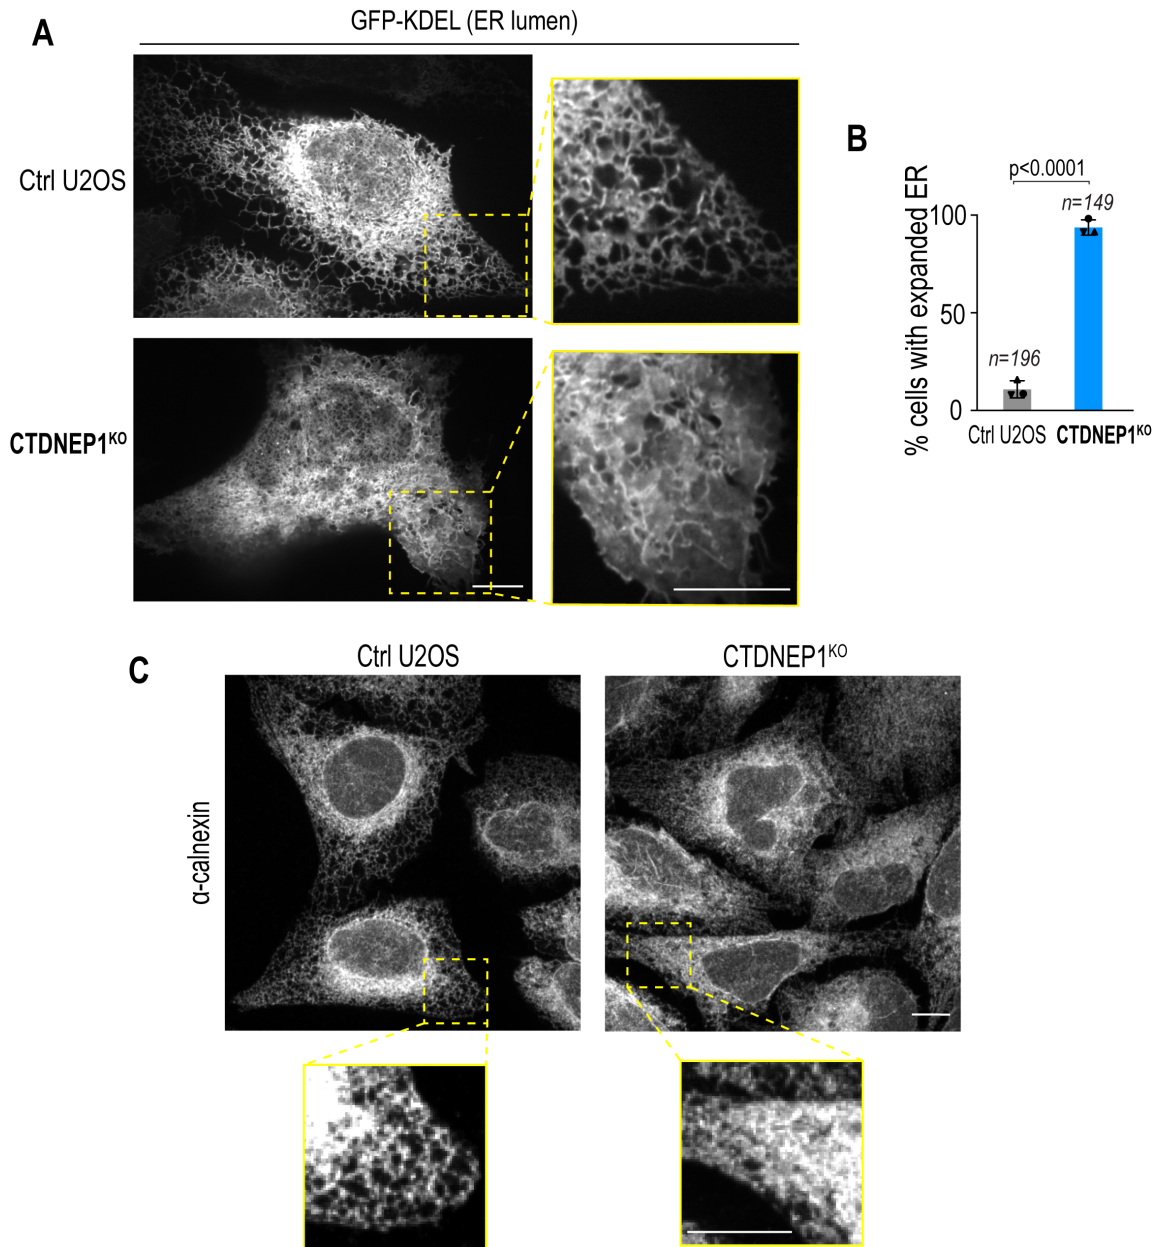 A
GFP-KDEL (ER lumen)
Ctrl U2OS
CTDNEP1KO
B
% cells with expanded ER
p<0.0001
n=149
100
50
n=196
0
Ctrl U2OS CTDNEP1KO
C
Ctrl U2OS
CTDNEP1KO
α-calnexin